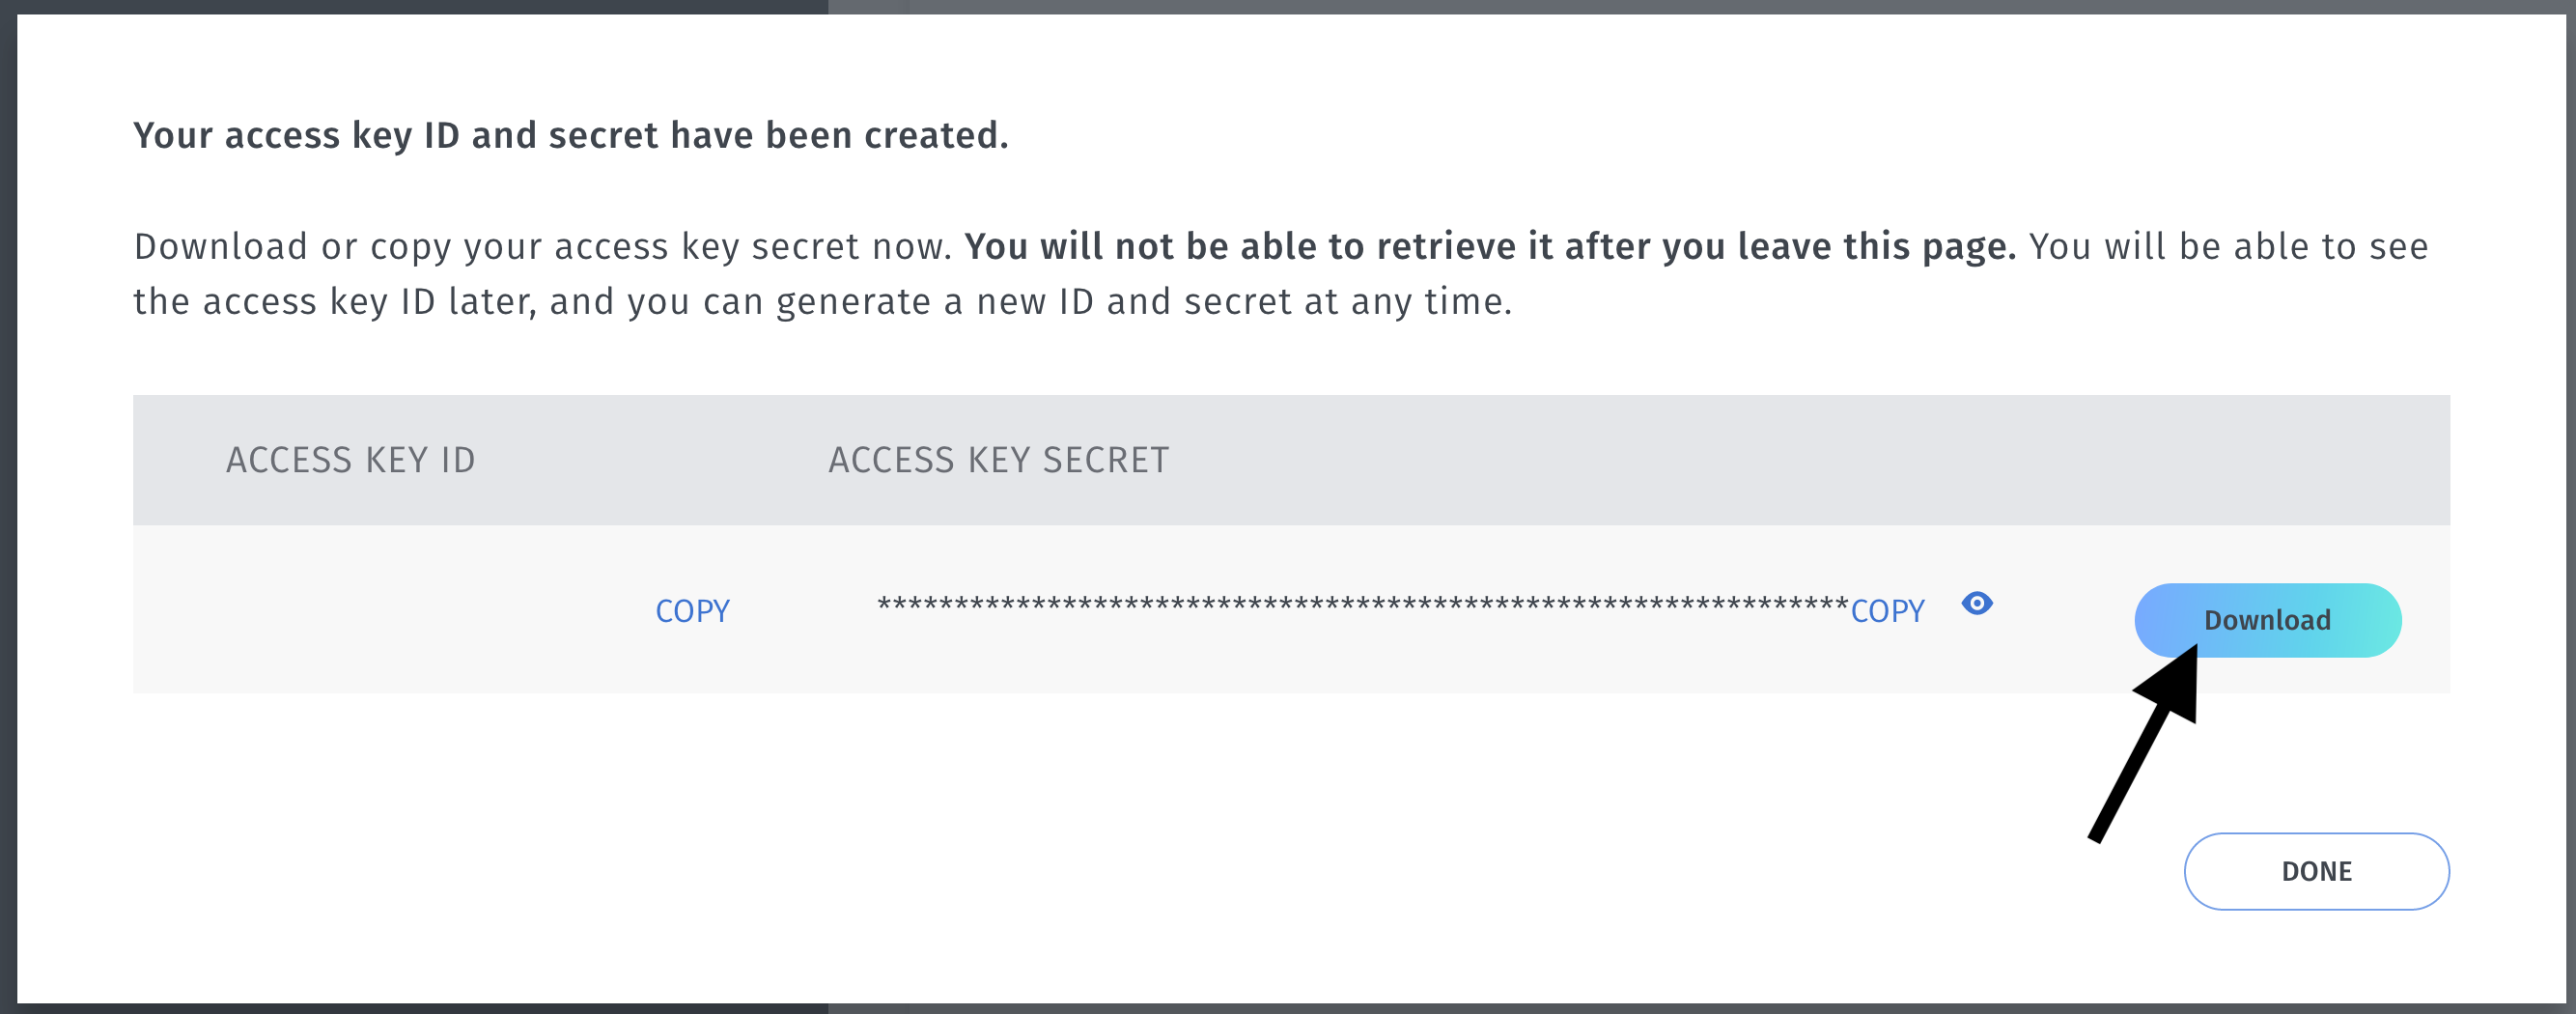 Your access key ID and secret have been created.
Download or copy your access key secret now. You will not be able to retrieve it after you leave this page. You will be able to see
the access key ID later, and you can generate a new ID and secret at any time.
ACCESS KEY ID ACCESS KEY SECRET
COPY *************************************************************** COPY Download
DONE